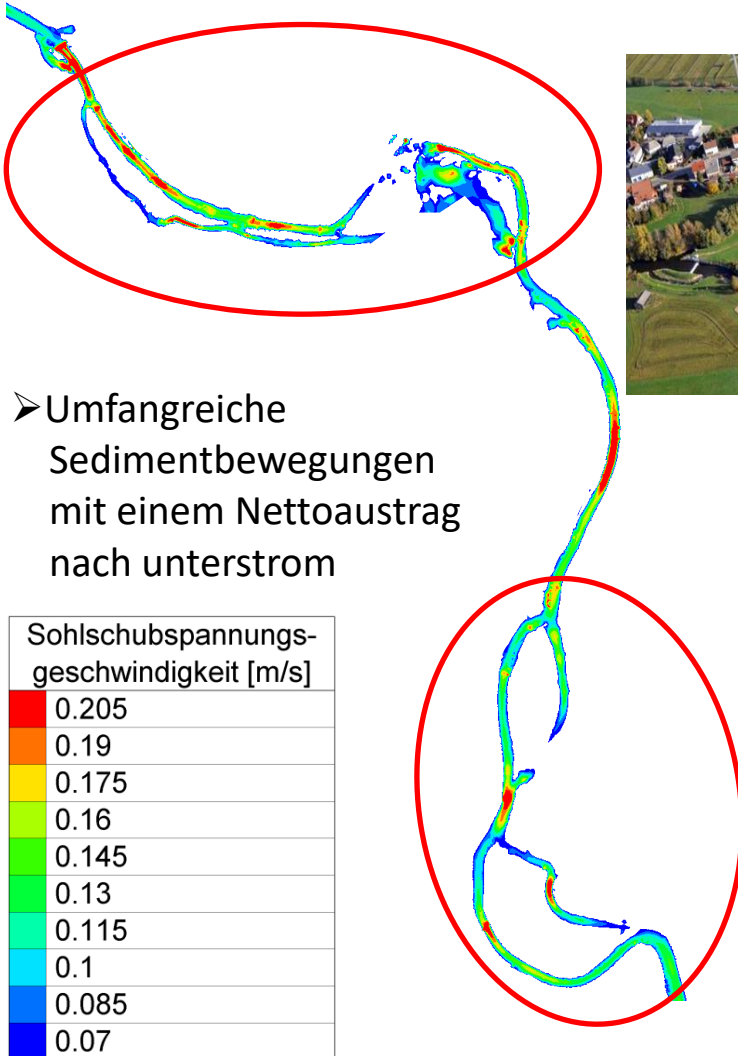 ➢Umfangreiche
Sedimentbewegungen
mit einem Nettoaustrag
nach unterstrom
Sohlschubspannungs-
geschwindigkeit [m/s]
0.205
0.19
0.175
0.16
0.145
0.13
0.115
0.1
0.085
0.07